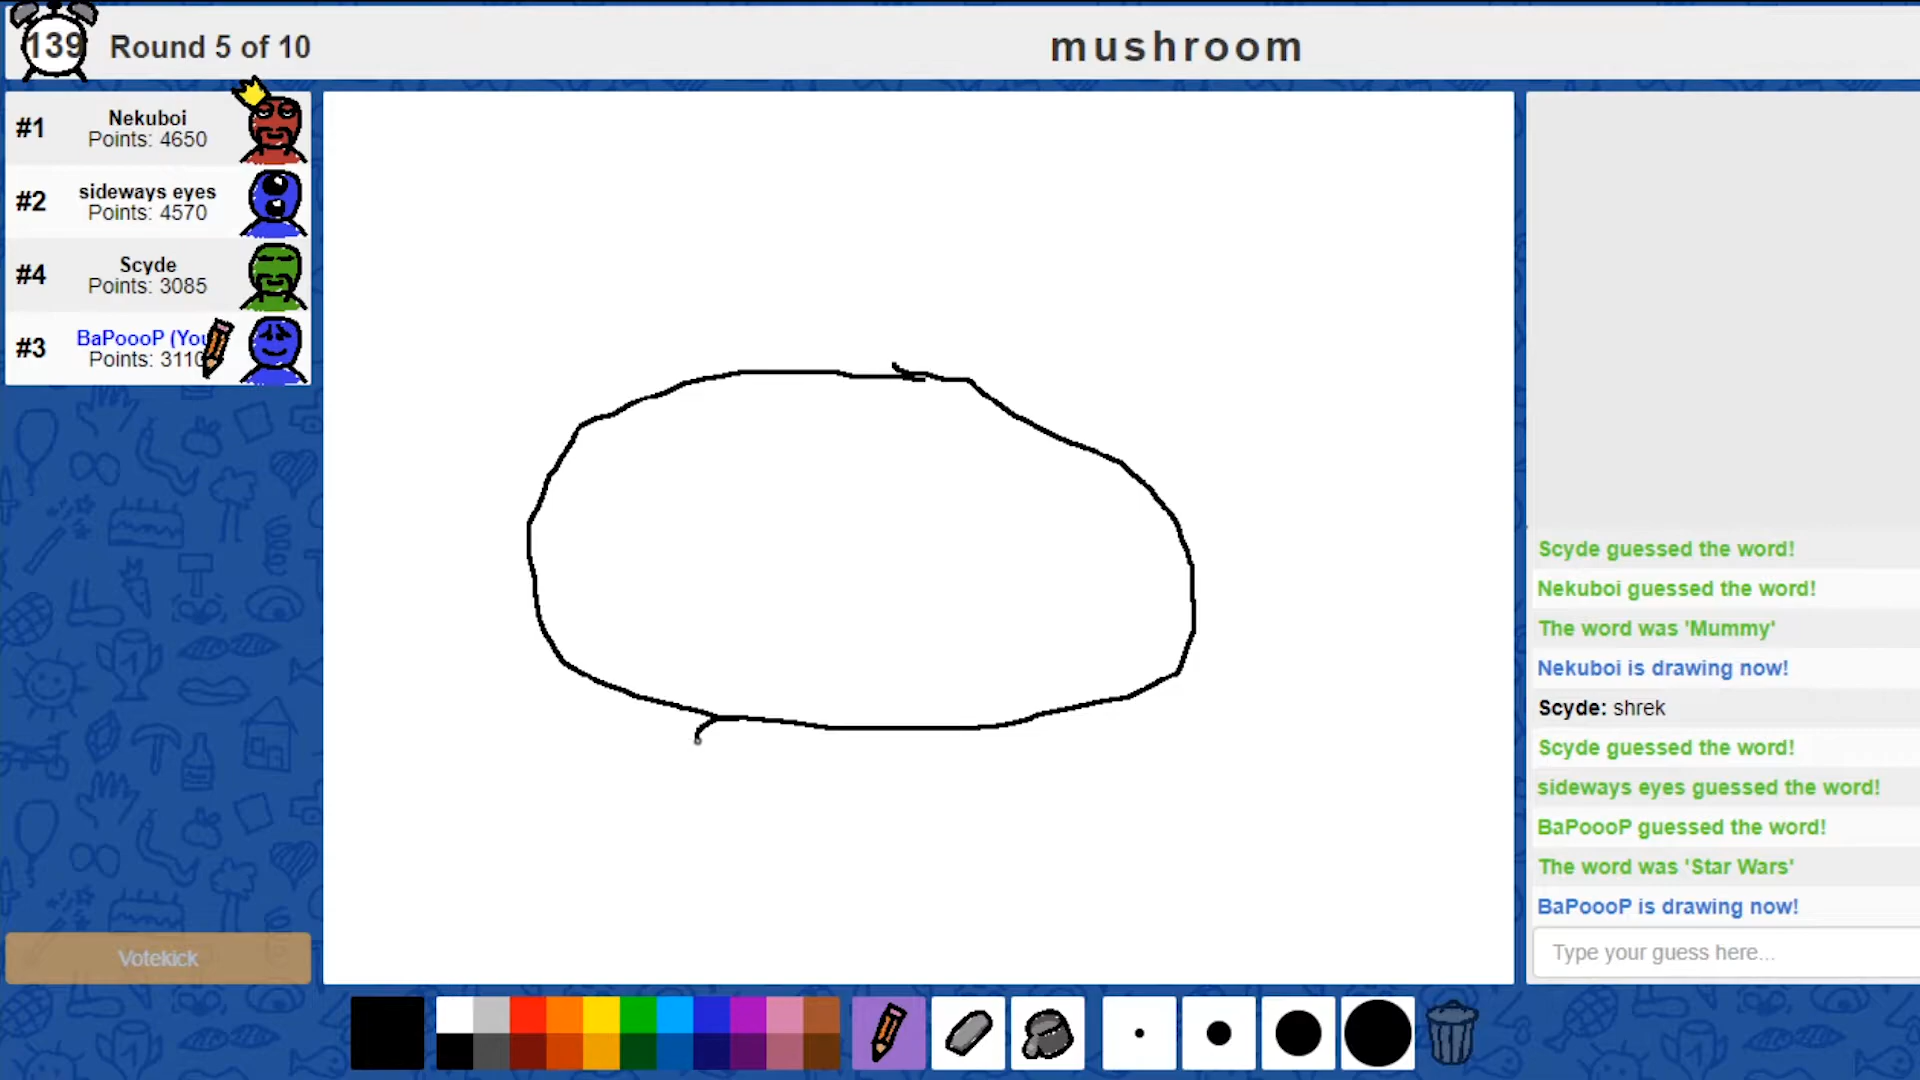 139
Round 5 of 10
mushroom
#1
Nekuboi
Points: 4650
#2
sideways eyes
Points: 4570
#4
Scyde
Points: 3085
#3
BaPoooP (You
Points: 3110
Votekick
Scyde guessed the word!
Nekuboi guessed the word!
The word was 'Mummy'
Nekuboi is drawing now!
Scyde: shrek
Scyde guessed the word!
sideways eyes guessed the word!
BaPoooP guessed the word!
The word was 'Star Wars'
BaPoooP is drawing now!
Type your guess here...